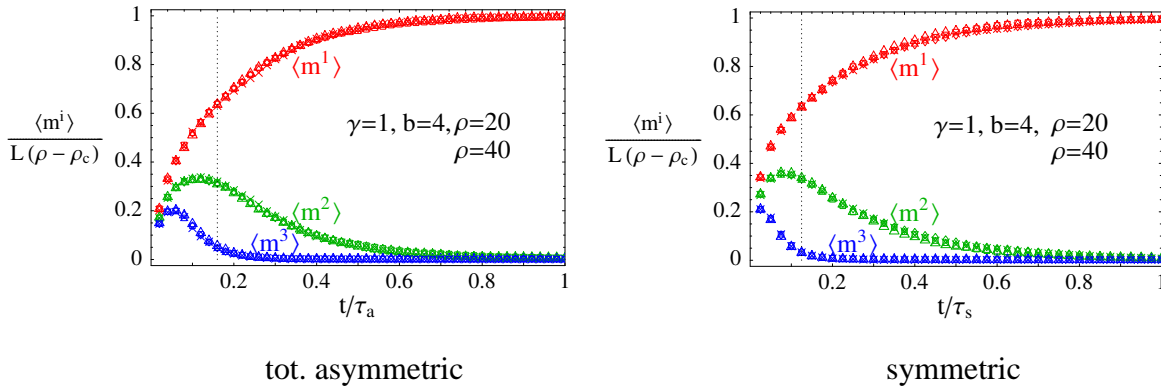 1
0.8
0.6
0.4
0.2
0
⟨mⁱ⟩
L (ρ − ρc)
⟨m¹⟩
γ=1, b=4, ρ=20
ρ=40
⟨m²⟩
⟨m³⟩
0.2 0.4 0.6 0.8 1
t/τa
tot. asymmetric
1
0.8
0.6
0.4
0.2
0
⟨mⁱ⟩
L (ρ − ρc)
⟨m¹⟩
γ=1, b=4, ρ=20
ρ=40
⟨m²⟩
⟨m³⟩
0.2 0.4 0.6 0.8 1
t/τs
symmetric